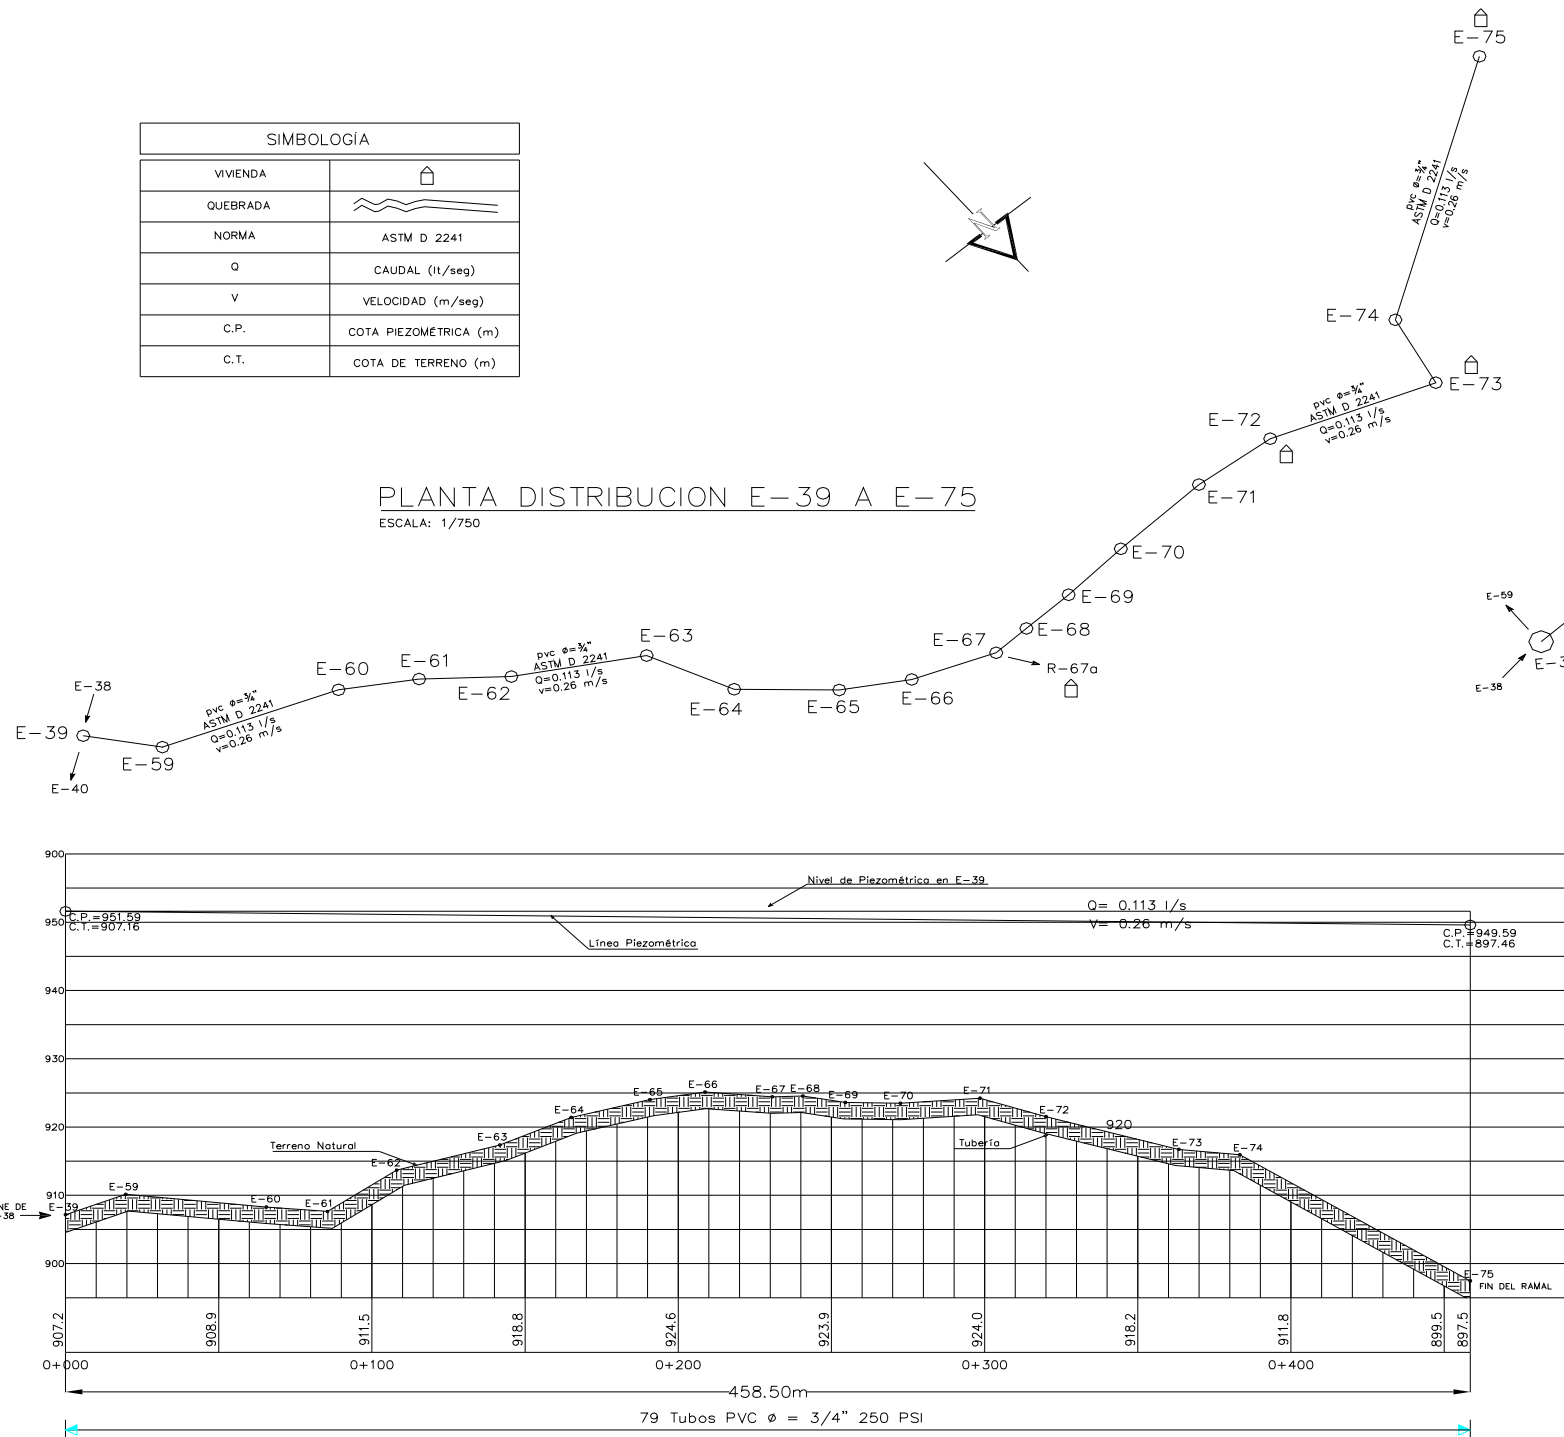 E-75
pvc ø=¾"
ASTM D 2241
Q=0.113 l/s
v=0.26 m/s
SIMBOLOGÍA
VIVIENDA
QUEBRADA
NORMA ASTM D 2241
Q CAUDAL (lt/seg)
V VELOCIDAD (m/seg)
C.P. COTA PIEZOMÉTRICA (m)
C.T. COTA DE TERRENO (m)
N
E-74
E-73
pvc ø=¾"
ASTM D 2241
Q=0.113 l/s
v=0.26 m/s
E-72
E-71
PLANTA DISTRIBUCION E-39 A E-75
ESCALA: 1/750
E-70
E-69
E-68
E-67
R-67a
E-66
E-65
E-64
E-63
pvc ø=¾"
ASTM D 2241
Q=0.113 l/s
v=0.26 m/s
E-62
E-61
E-60
pvc ø=¾"
ASTM D 2241
Q=0.113 l/s
v=0.26 m/s
E-59
E-38
E-39
E-40
E-59
E-3
E-38
900
Nivel de Piezométrica en E-39
Q= 0.113 l/s
V= 0.26 m/s
C.P.=951.59
C.T.=907.16
950
Línea Piezométrica
C.P.=949.59
C.T.=897.46
940
930
920
910
900
E-39
E-59
E-60
E-61
E-62
E-63
E-64
E-65
E-66
E-67
E-68
E-69
E-70
E-71
E-72
920
E-73
E-74
E-75
FIN DEL RAMAL
Terreno Natural
Tubería
NE DE
-38
907.2
908.9
911.5
918.8
924.6
923.9
924.0
918.2
911.8
899.5
897.5
0+000
0+100
0+200
0+300
0+400
458.50m
79 Tubos PVC ø = 3/4" 250 PSI